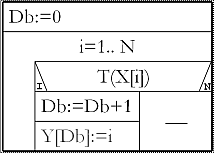 Db:=0
i=1.. N
T(X[i])
I N
Db:=Db+1
Y[Db]:=i
—